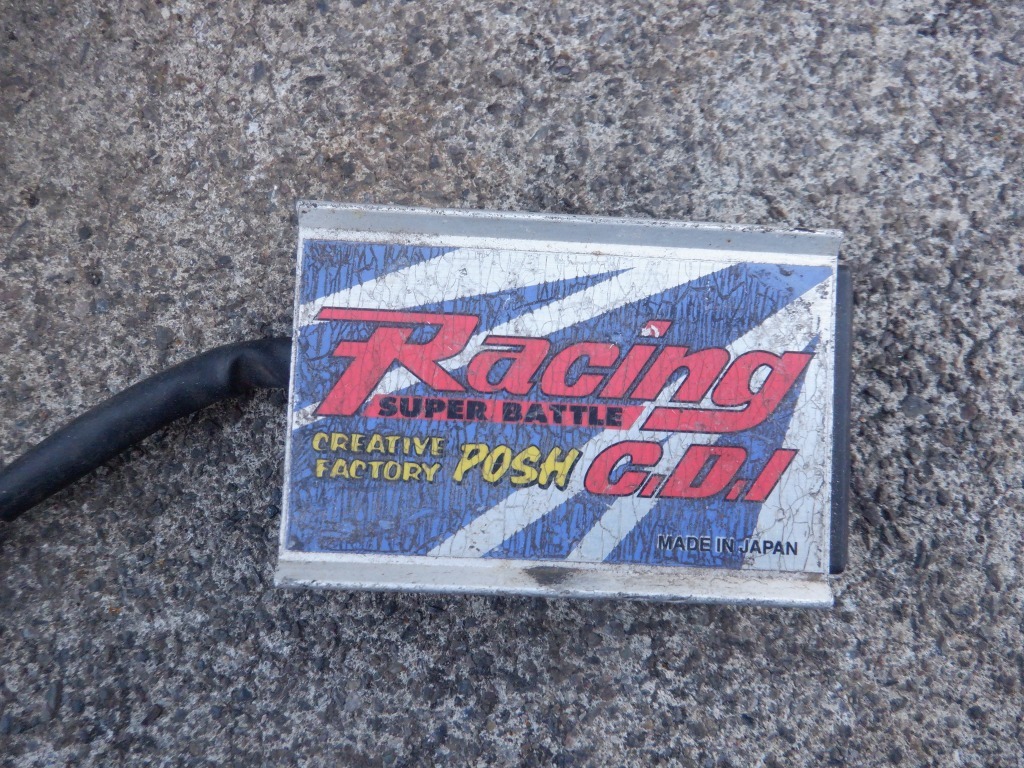 Racing
SUPER BATTLE
CREATIVE
FACTORY POSH C.D.I
MADE IN JAPAN